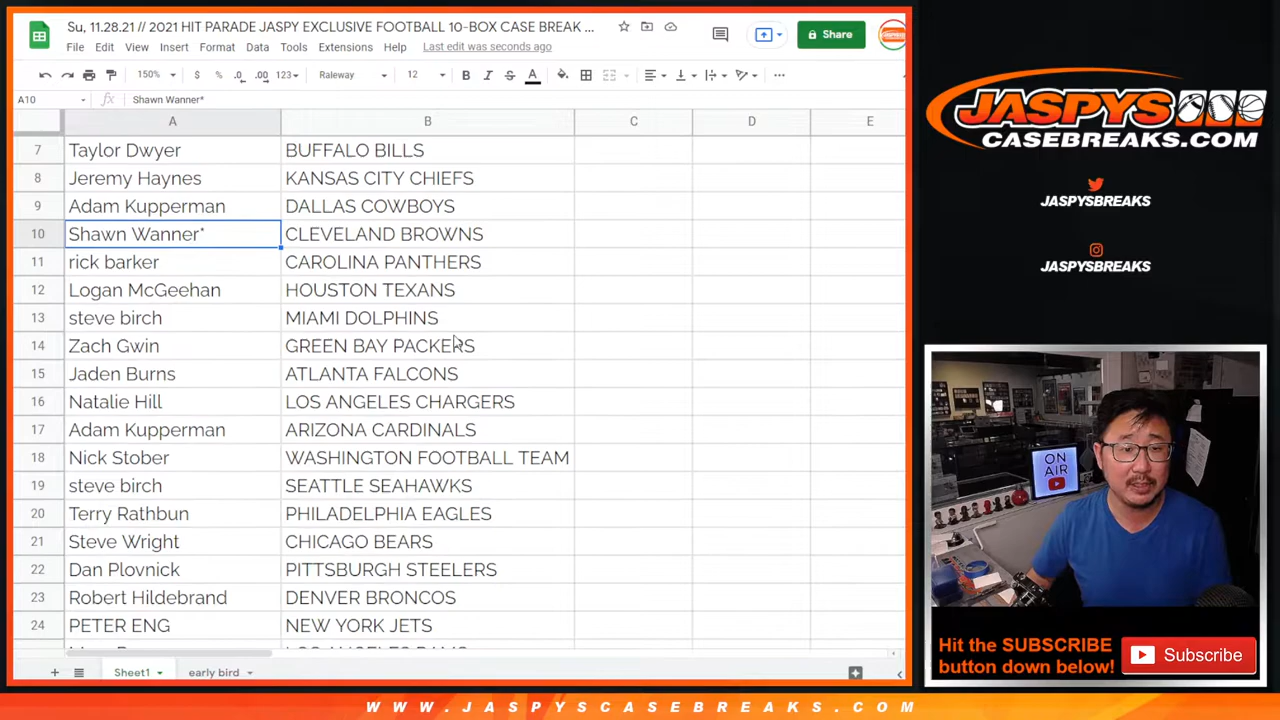 Su, 11.28.21 // 2021 HIT PARADE JASPY EXCLUSIVE FOOTBALL 10-BOX CASE BREAK ...
File Edit View Insert Format Data Tools Extensions Help Last edit was seconds ago
Share
150% $ % .0 .00 123 Raleway 12 B I S A
A10 fx Shawn Wanner*
A B C D E
7 Taylor Dwyer BUFFALO BILLS
8 Jeremy Haynes KANSAS CITY CHIEFS
9 Adam Kupperman DALLAS COWBOYS
10 Shawn Wanner* CLEVELAND BROWNS
11 rick barker CAROLINA PANTHERS
12 Logan McGeehan HOUSTON TEXANS
13 steve birch MIAMI DOLPHINS
14 Zach Gwin GREEN BAY PACKERS
15 Jaden Burns ATLANTA FALCONS
16 Natalie Hill LOS ANGELES CHARGERS
17 Adam Kupperman ARIZONA CARDINALS
18 Nick Stober WASHINGTON FOOTBALL TEAM
19 steve birch SEATTLE SEAHAWKS
20 Terry Rathbun PHILADELPHIA EAGLES
21 Steve Wright CHICAGO BEARS
22 Dan Plovnick PITTSBURGH STEELERS
23 Robert Hildebrand DENVER BRONCOS
24 PETER ENG NEW YORK JETS
LOS ANGELES RAMS
Sheet1 early bird
JASPYS
CASEBREAKS.COM
JASPYSBREAKS
JASPYSBREAKS
ON
AIR
Hit the SUBSCRIBE
button down below!
Subscribe
WWW.JASPYSCASEBREAKS.COM